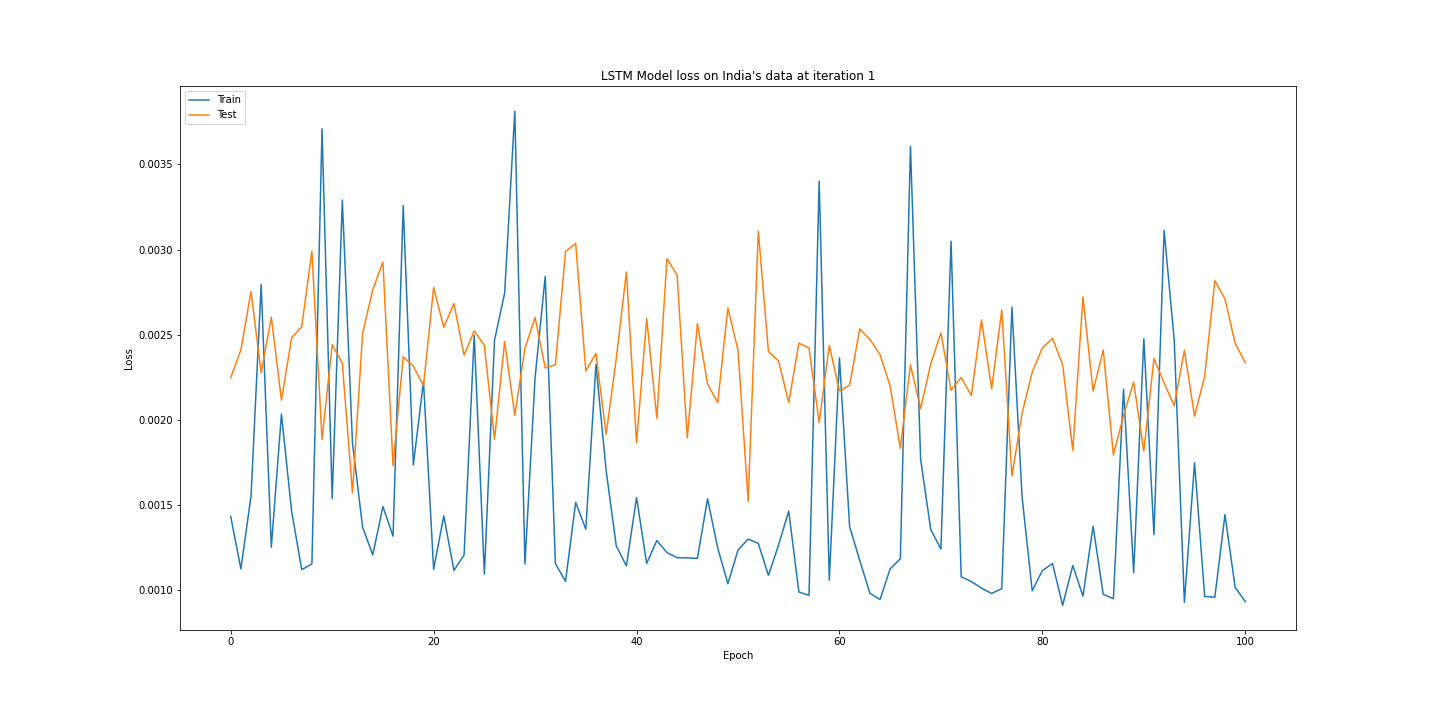 LSTM Model loss on India's data at iteration 1
Train
Test
Loss
0.0035
0.0030
0.0025
0.0020
0.0015
0.0010
0 20 40 60 80 100
Epoch